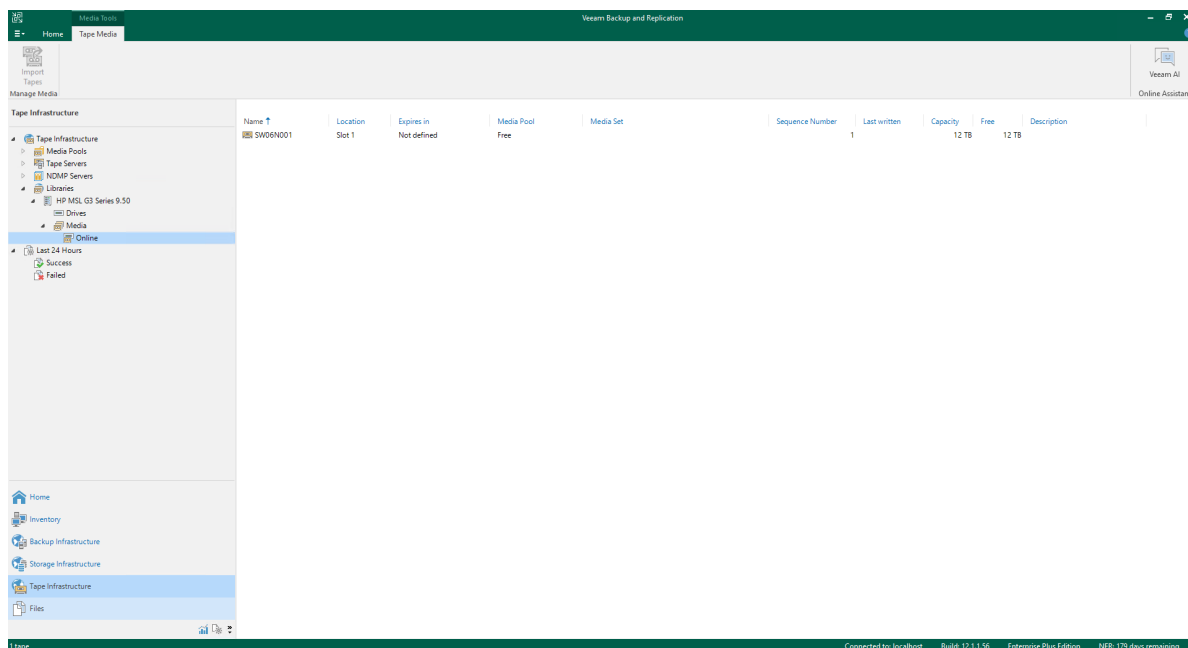 Media Tools
Veeam Backup and Replication
Home Tape Media
Import
Tapes
Manage Media
Veeam AI
Online Assistan
Tape Infrastructure
Name Location Expires in Media Pool Media Set Sequence Number Last written Capacity Free Description
SW06N001 Slot 1 Not defined Free 1 12 TB 12 TB
Tape Infrastructure
Media Pools
Tape Servers
NDMP Servers
Libraries
HP MSL G3 Series 9.50
Drives
Media
Online
Last 24 Hours
Success
Failed
Home
Inventory
Backup Infrastructure
Storage Infrastructure
Tape Infrastructure
Files
1 tape Connected to: localhost Build: 12.1.1.56 Enterprise Plus Edition NFR: 179 days remaining